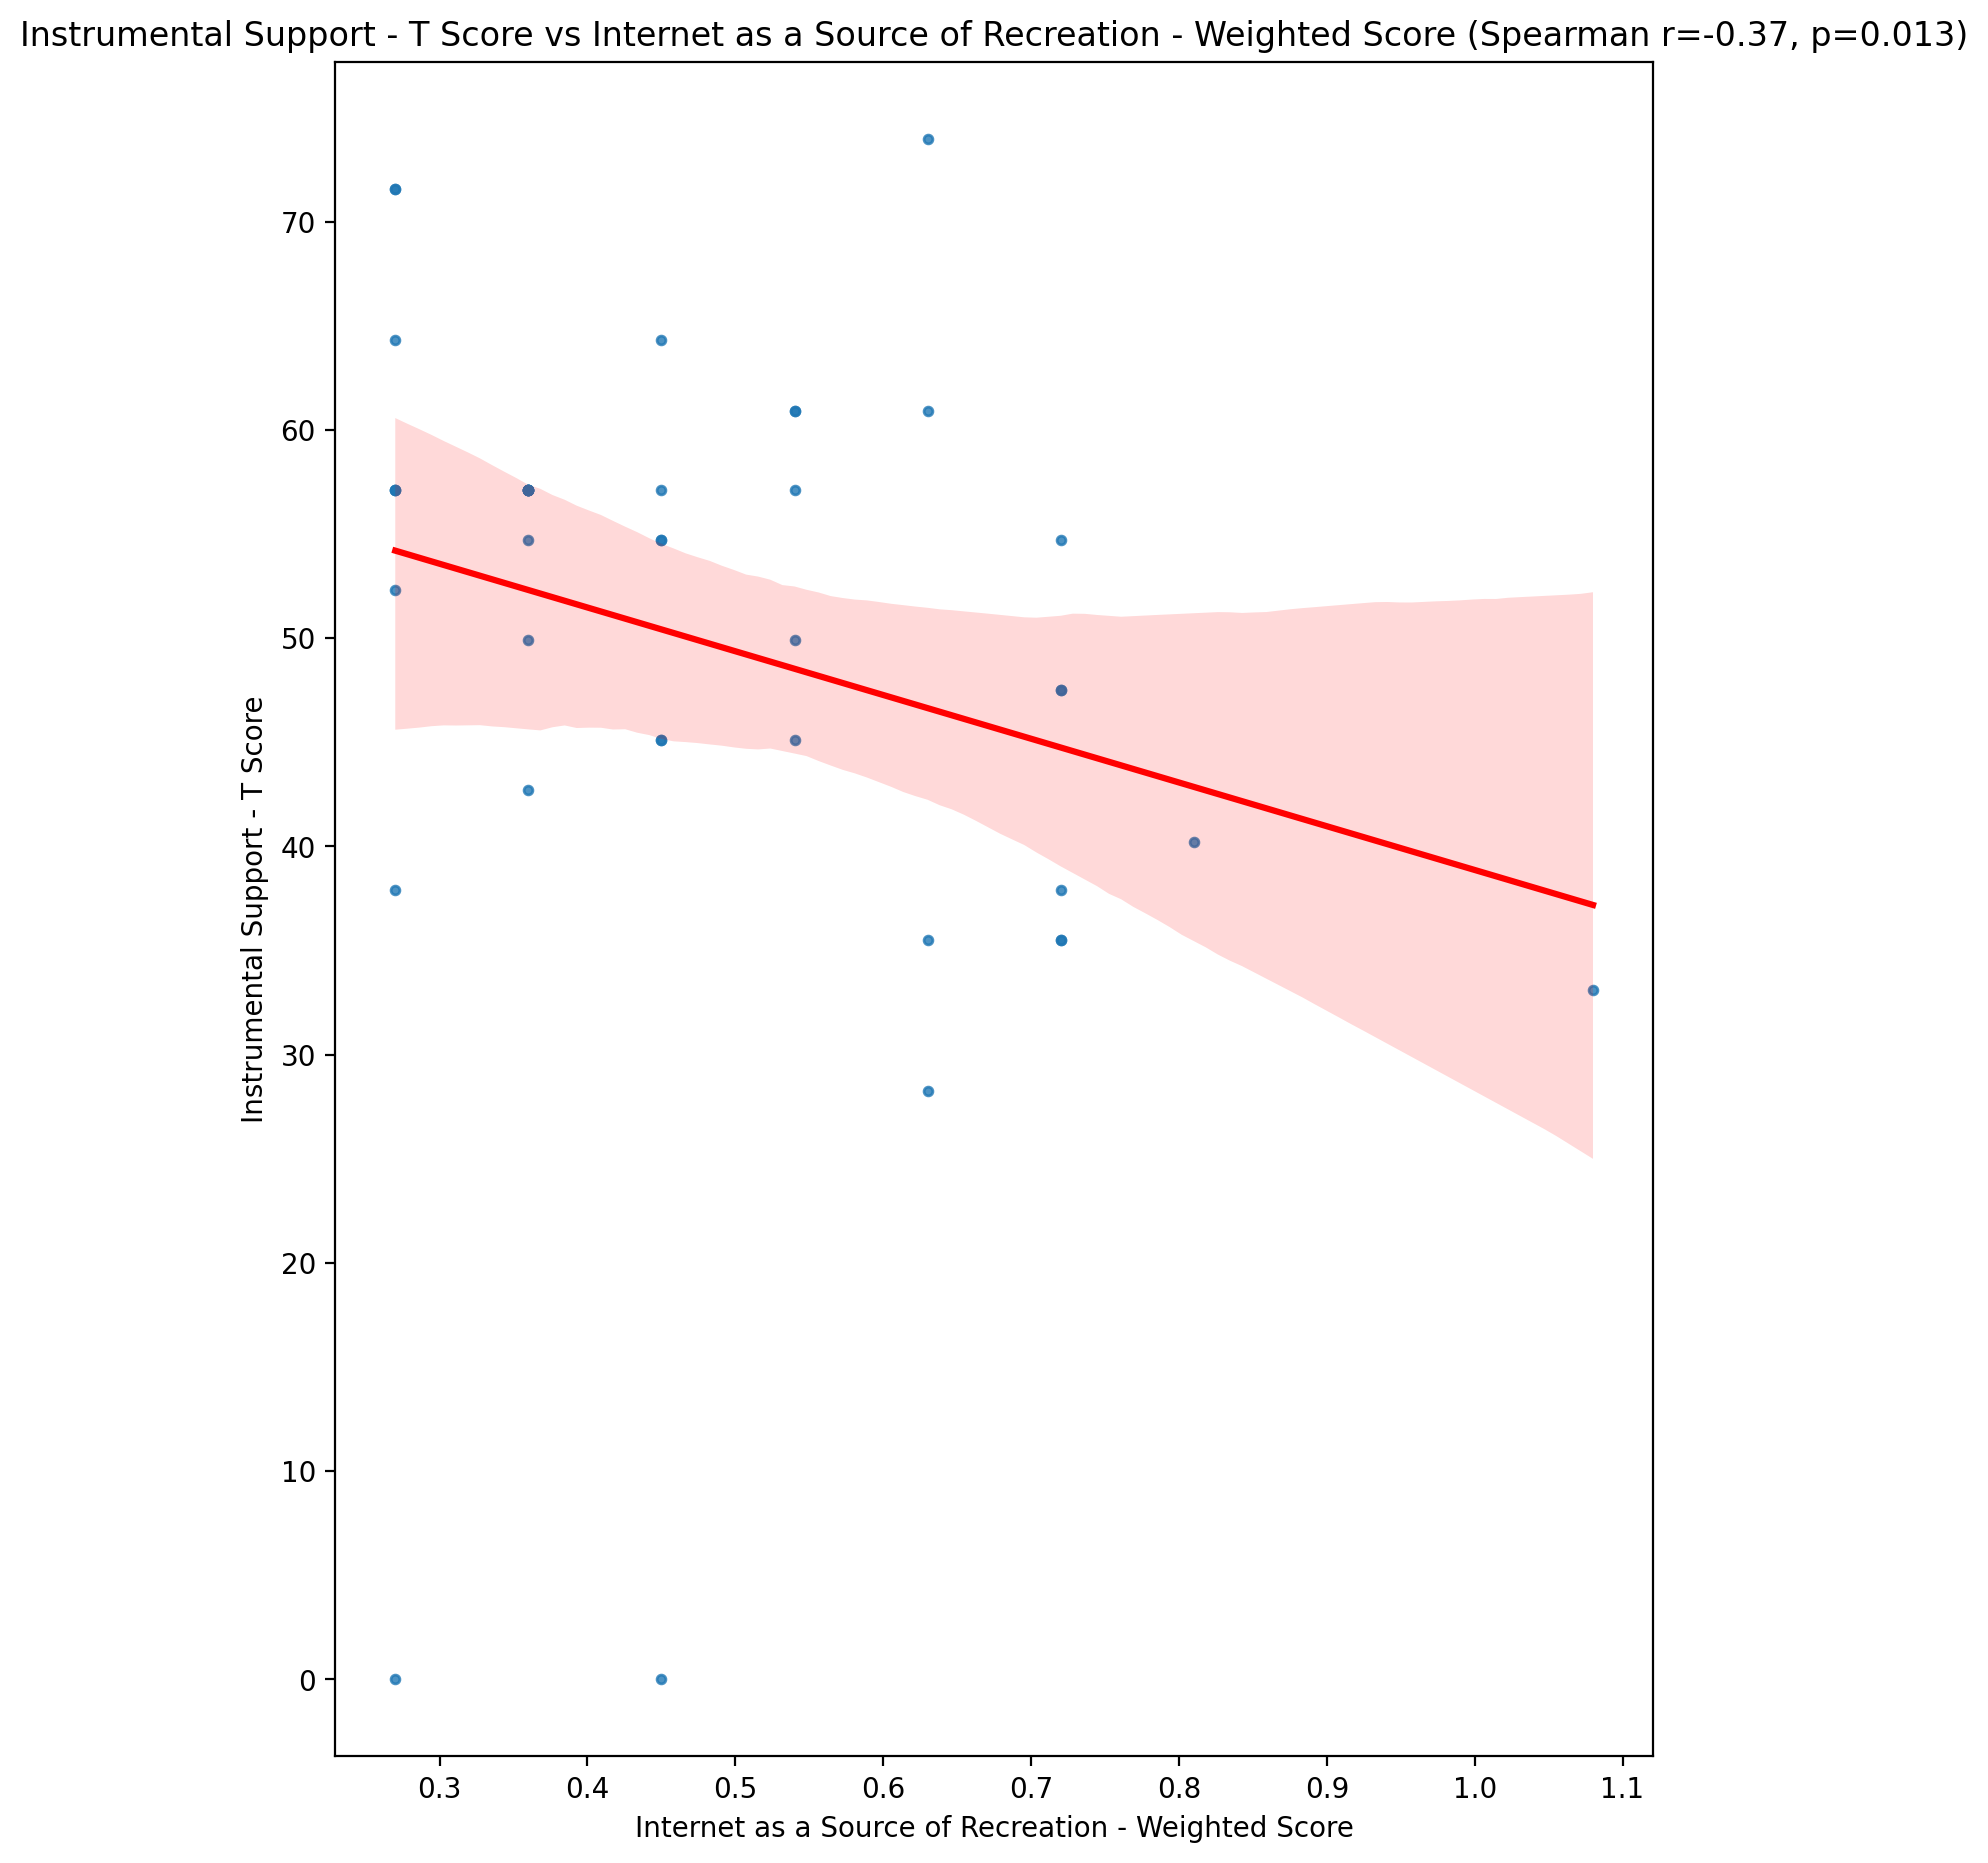 Instrumental Support - T Score vs Internet as a Source of Recreation - Weighted Score (Spearman r=-0.37, p=0.013)
Instrumental Support - T Score
70
60
50
40
30
20
10
0
0.3 0.4 0.5 0.6 0.7 0.8 0.9 1.0 1.1
Internet as a Source of Recreation - Weighted Score